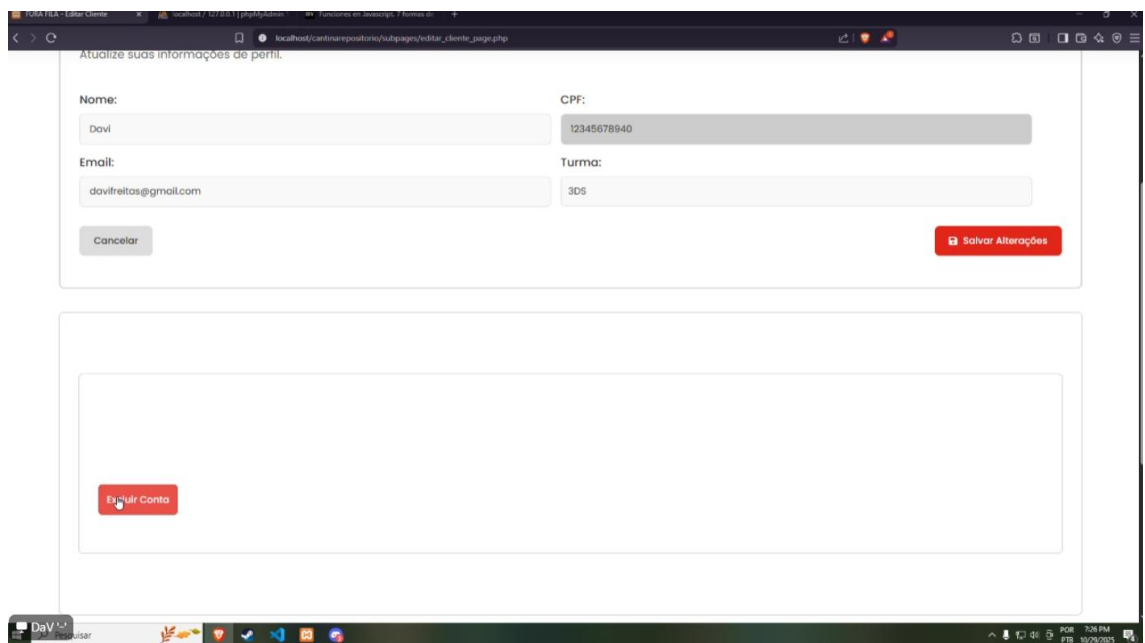 FURA FILA - Editar Cliente
localhost / 127.0.0.1 | phpMyAdmin
Funciones en Javascript, 7 formas de
localhost/cantinarepositorio/subpages/editar_cliente_page.php
Atualize suas informações de perfil.
Nome: CPF:
Davi 12345678940
Email: Turma:
davifreitas@gmail.com 3DS
Cancelar Salvar Alterações
Excluir Conta
DaV '-'
Pesquisar
POR 7:26 PM
PTB 10/29/2025